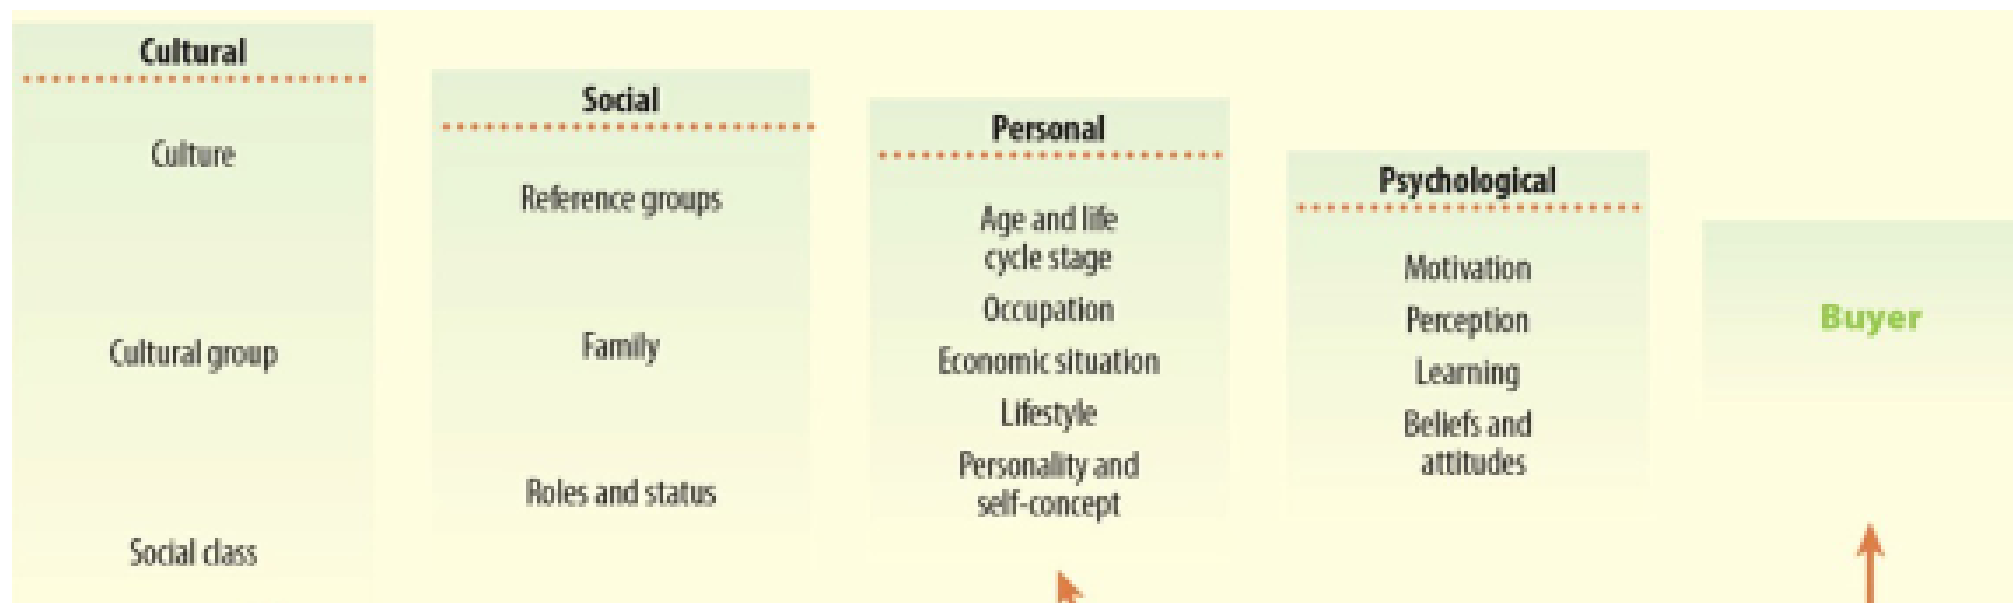 Cultural
Culture
Cultural group
Social class
Social
Reference groups
Family
Roles and status
Personal
Age and life
cycle stage
Occupation
Economic situation
Lifestyle
Personality and
self-concept
Psychological
Motivation
Perception
Learning
Beliefs and
attitudes
Buyer